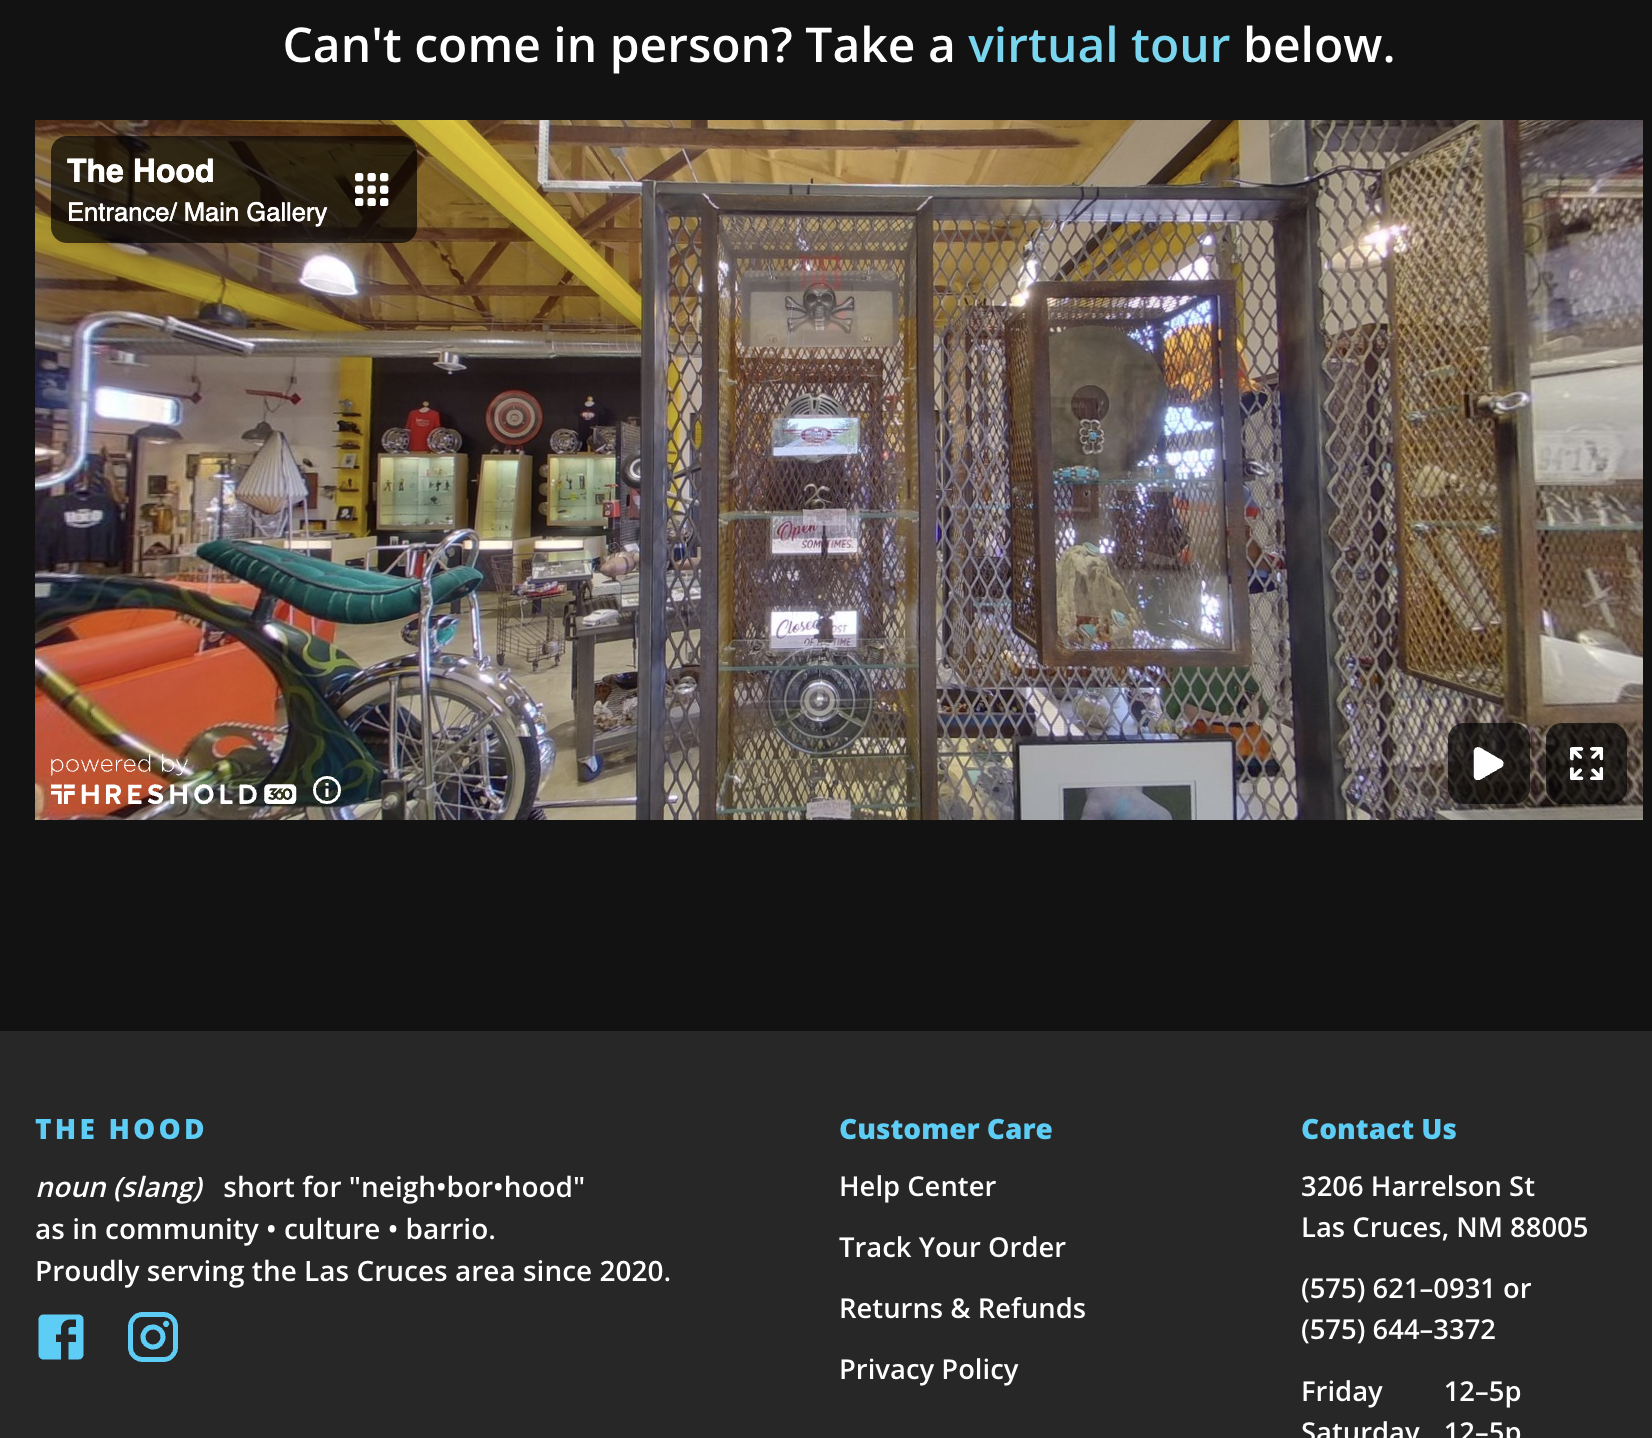 Can't come in person? Take a virtual tour below.
The Hood
Entrance/ Main Gallery
Open
SOMETIMES
Closed
MOST
OF THE TIME
powered by
THRESHOLD 360
THE HOOD
noun (slang) short for "neigh•bor•hood"
as in community • culture • barrio.
Proudly serving the Las Cruces area since 2020.
Customer Care
Help Center
Track Your Order
Returns & Refunds
Privacy Policy
Contact Us
3206 Harrelson St
Las Cruces, NM 88005
(575) 621–0931 or
(575) 644–3372
Friday 12–5p
Saturday 12–5p